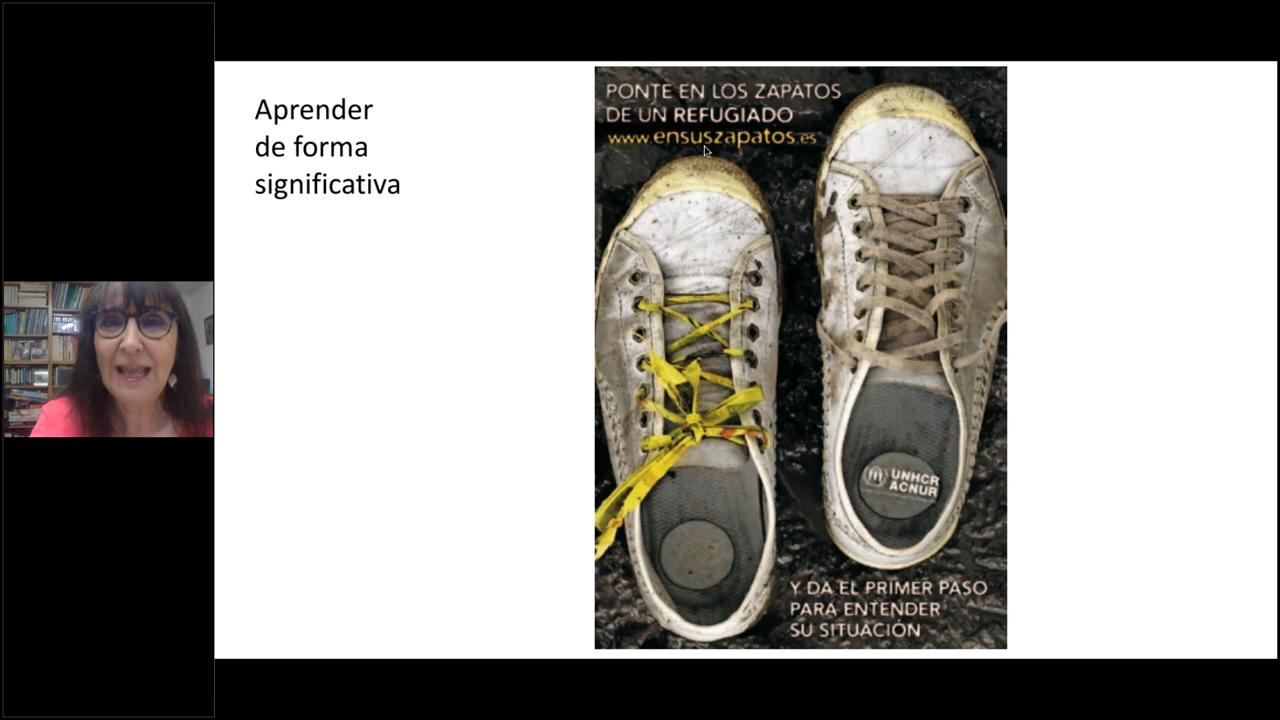 Aprender
de forma
significativa
PONTE EN LOS ZAPATOS
DE UN REFUGIADO
www.ensuszapatos.es
UNHCR
ACNUR
Y DA EL PRIMER PASO
PARA ENTENDER
SU SITUACIÓN